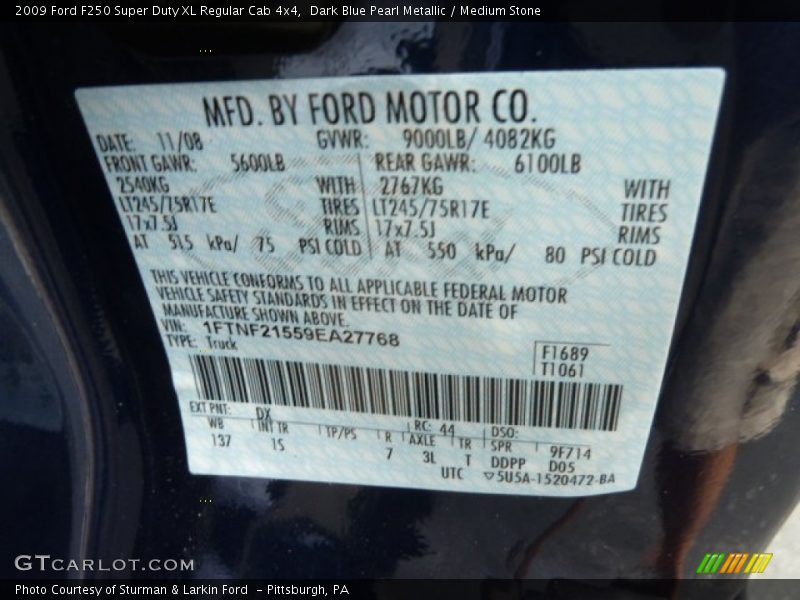 2009 Ford F250 Super Duty XL Regular Cab 4x4, Dark Blue Pearl Metallic / Medium Stone
MFD. BY FORD MOTOR CO.
DATE: 11/08 GVWR: 9000LB/ 4082KG
FRONT GAWR: 5600LB REAR GAWR: 6100LB
2540KG WITH 2767KG WITH
LT245/75R17E TIRES LT245/75R17E TIRES
17x7.5J RIMS 17x7.5J RIMS
AT 515 kPa/ 75 PSI COLD AT 550 kPa/ 80 PSI COLD
THIS VEHICLE CONFORMS TO ALL APPLICABLE FEDERAL MOTOR
VEHICLE SAFETY STANDARDS IN EFFECT ON THE DATE OF
MANUFACTURE SHOWN ABOVE.
VIN: 1FTNF21559EA27768
TYPE: Truck
F1689
T1061
EXT PNT: DX RC: 44 DSO:
WB INT TR TP/PS R AXLE TR SPR 9F714
137 1S 7 3L T DDPP D05
UTC ▽5U5A-1520472-BA
GTCARLOT.COM
Photo Courtesy of Sturman & Larkin Ford - Pittsburgh, PA